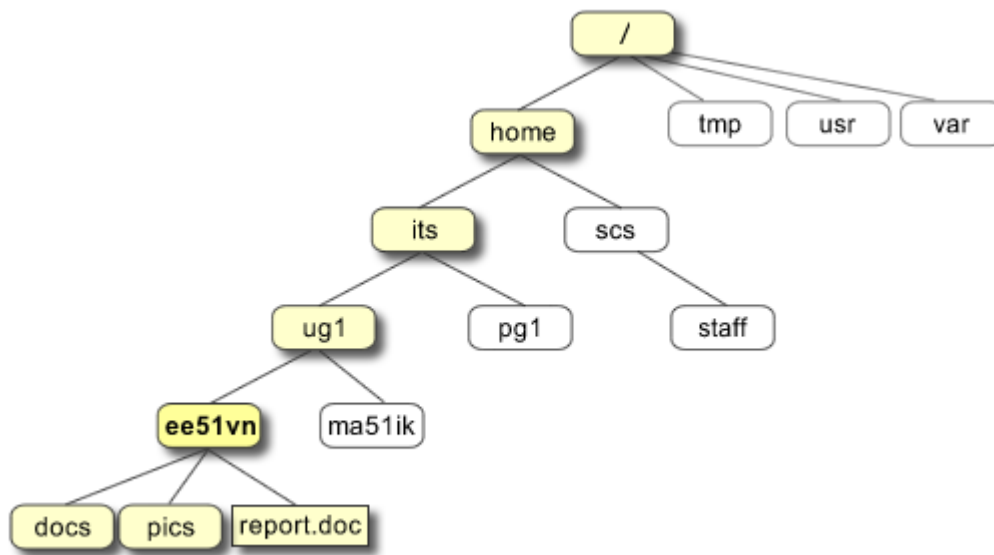 /
home
tmp
usr
var
its
scs
ug1
pg1
staff
ee51vn
ma51ik
docs
pics
report.doc